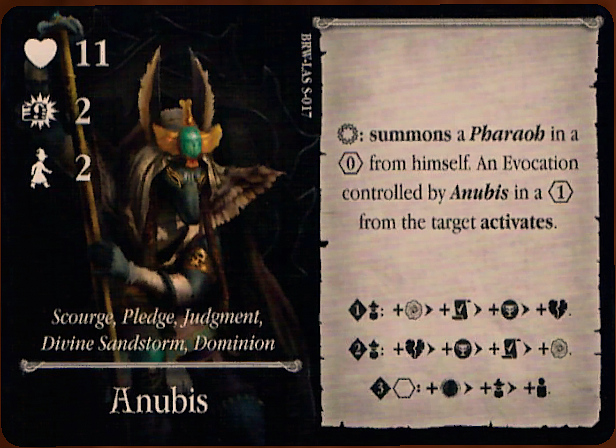 11
2
2
BRW-LAS S-017
Scourge, Pledge, Judgment,
Divine Sandstorm, Dominion
Anubis
: summons a Pharaoh in a
0 from himself. An Evocation
controlled by Anubis in a 1
from the target activates.
1 : + > + > + > + .
2 : + > + > + > + .
3 : + > + > + .